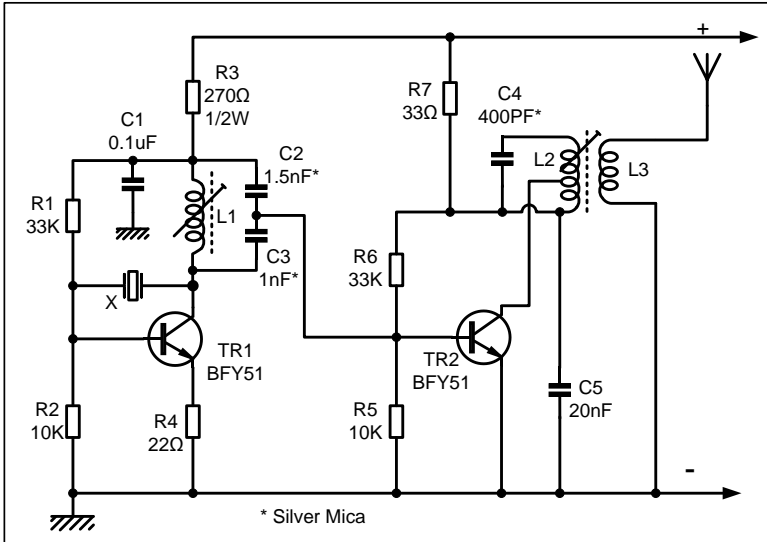 +
R3
270Ω
1/2W
R7
33Ω
C4
400PF*
C1
0.1uF
C2
1.5nF*
L2
L3
R1
33K
L1
C3
1nF*
R6
33K
X
TR1
BFY51
TR2
BFY51
C5
20nF
R2
10K
R4
22Ω
R5
10K
-
* Silver Mica